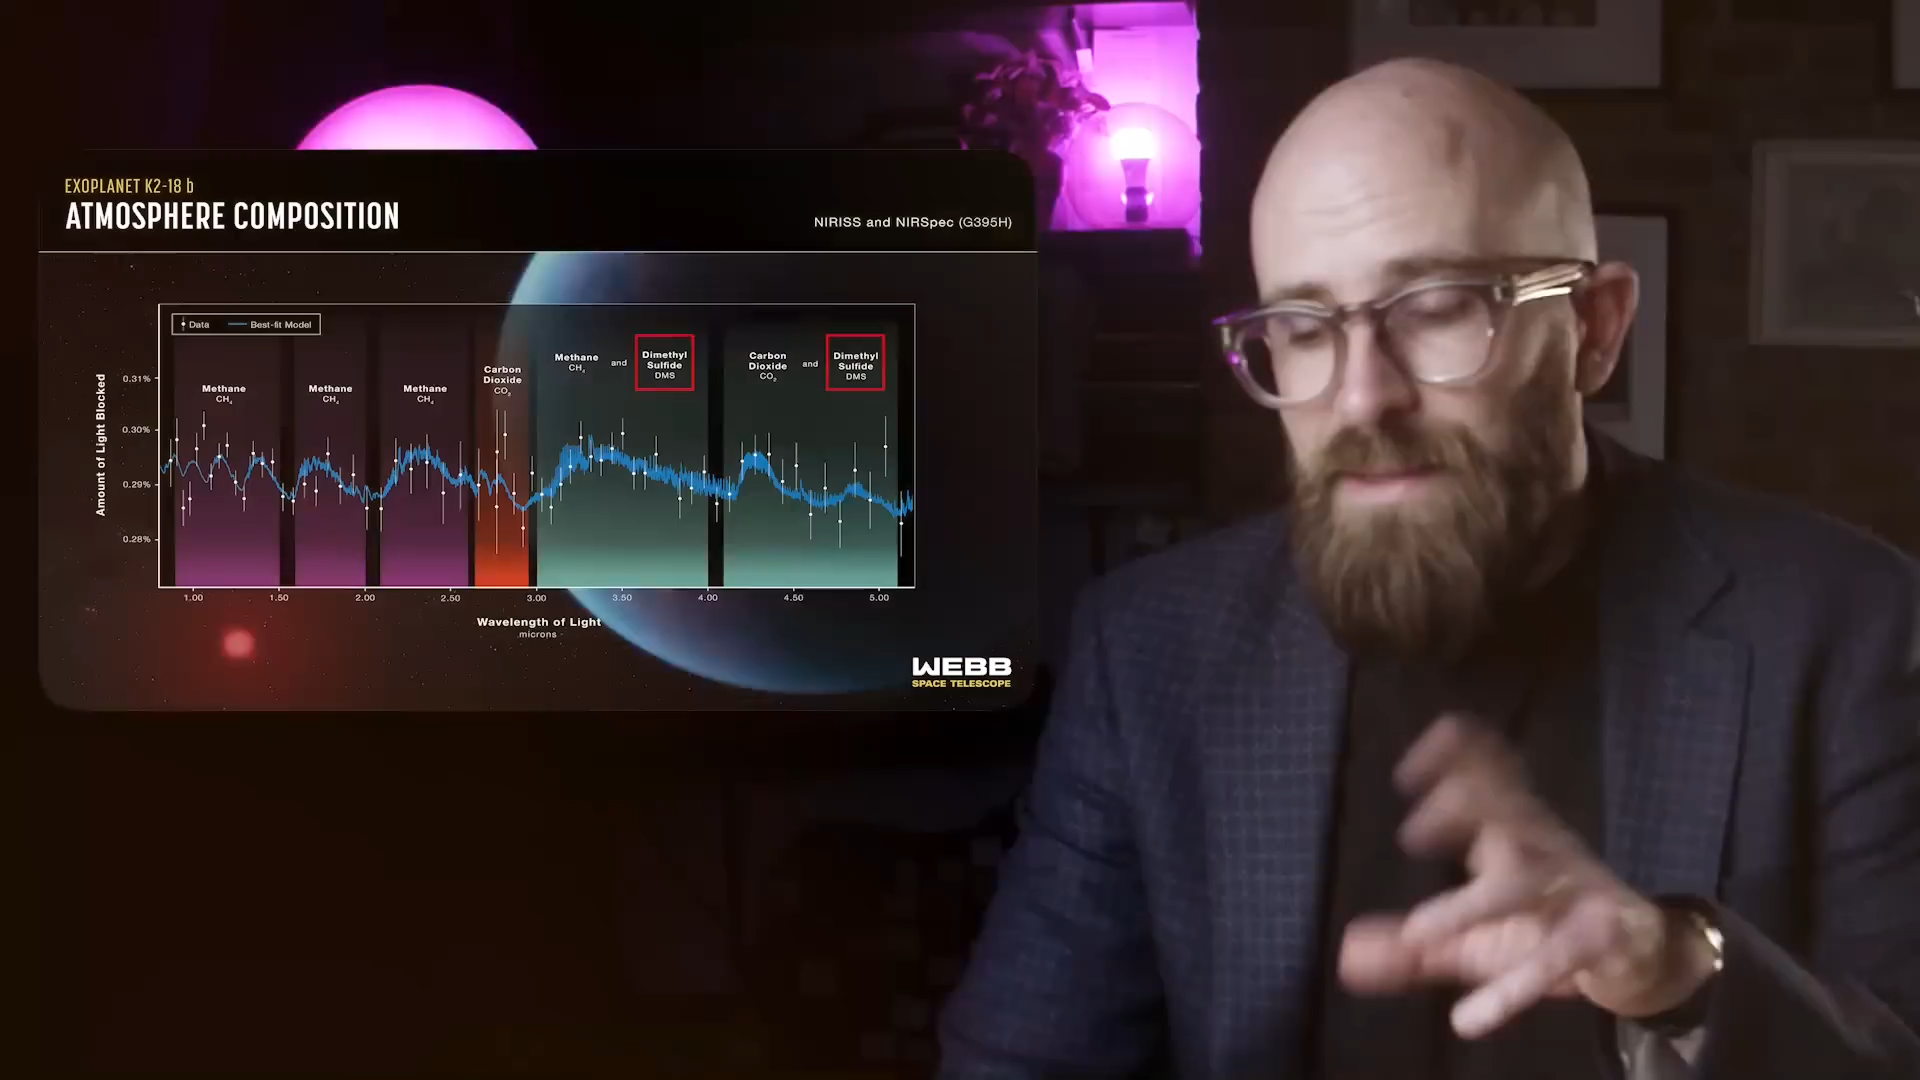 EXOPLANET K2-18 b
ATMOSPHERE COMPOSITION
NIRISS and NIRSpec (G395H)
Data
Best-fit Model
Methane
CH4
Methane
CH4
Methane
CH4
Carbon
Dioxide
CO2
Methane
CH4
and
Dimethyl
Sulfide
DMS
Carbon
Dioxide
CO2
and
Dimethyl
Sulfide
DMS
Amount of Light Blocked
0.31%
0.30%
0.29%
0.28%
1.00 1.50 2.00 2.50 3.00 3.50 4.00 4.50 5.00
Wavelength of Light
microns
WEBB
SPACE TELESCOPE